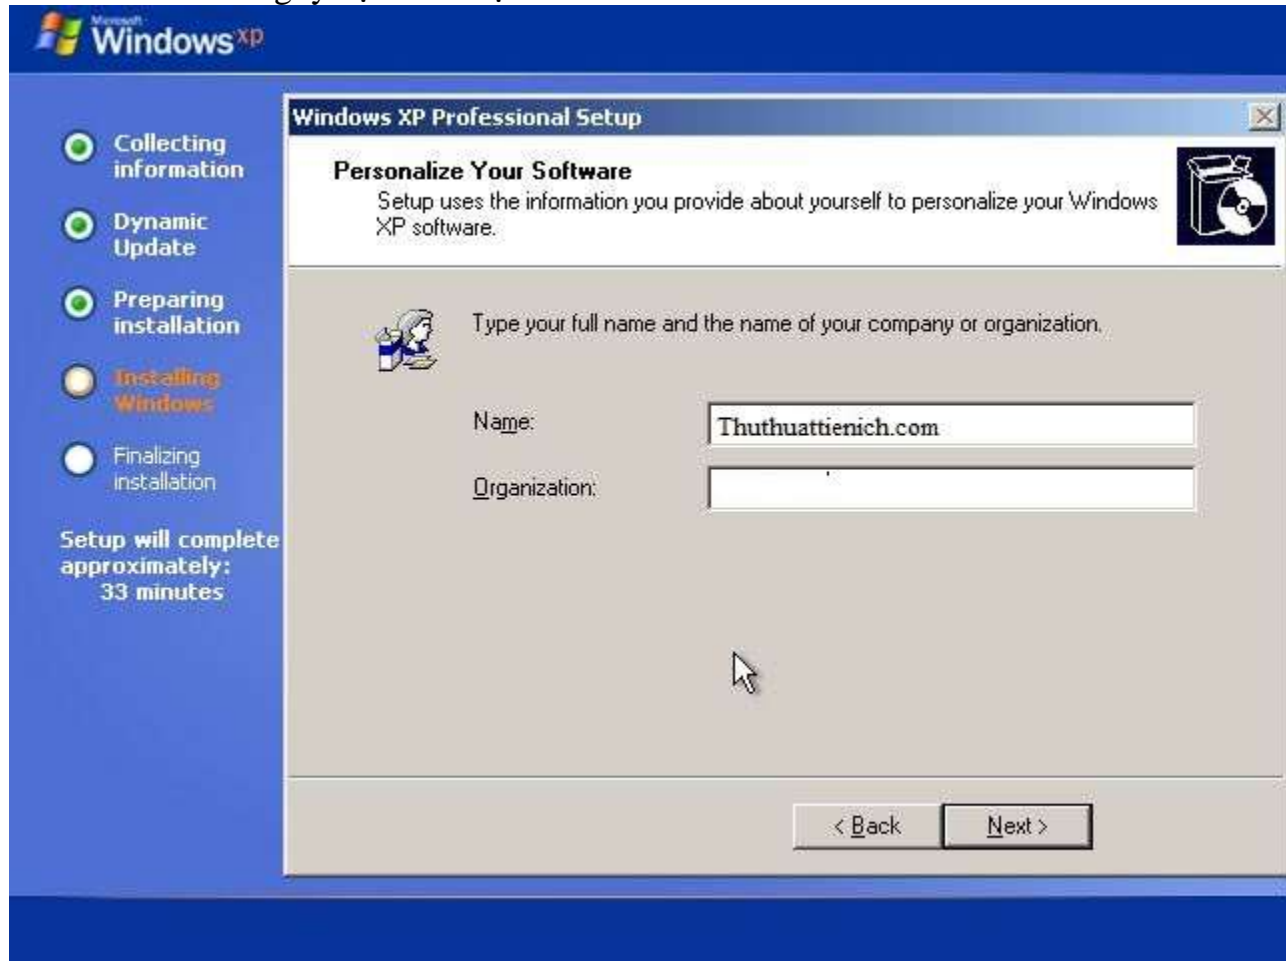 Microsoft
Windows xp
Collecting
information
Dynamic
Update
Preparing
installation
Installing
Windows
Finalizing
installation
Setup will complete
approximately:
33 minutes
Windows XP Professional Setup
Personalize Your Software
Setup uses the information you provide about yourself to personalize your Windows
XP software.
Type your full name and the name of your company or organization.
Name:
Thuthuattienich.com
Organization:
< Back
Next >